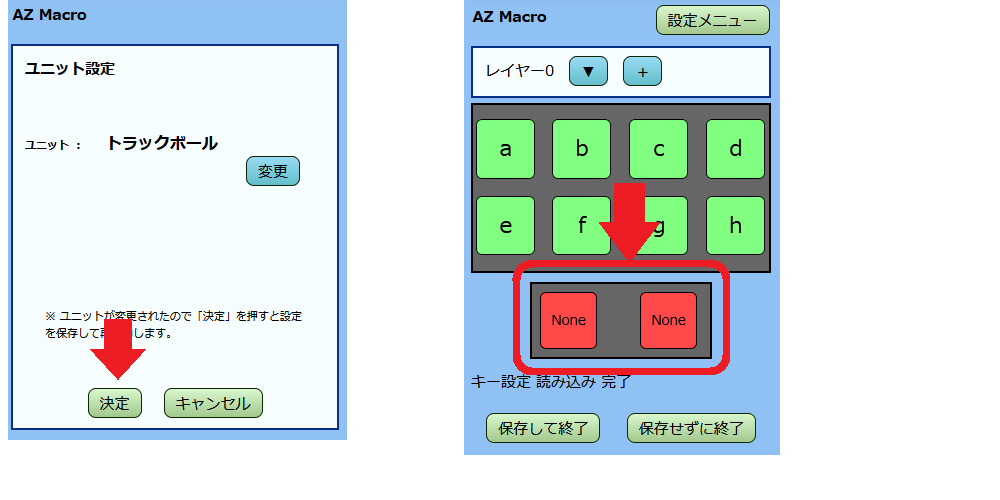 AZ Macro
ユニット設定
ユニット : トラックボール
変更
※ ユニットが変更されたので「決定」を押すと設定
を保存して再 します。
決定 キャンセル
AZ Macro
設定メニュー
レイヤー0 ▼ +
a b c d
e f g h
None None
キー設定 読み込み 完了
保存して終了 保存せずに終了